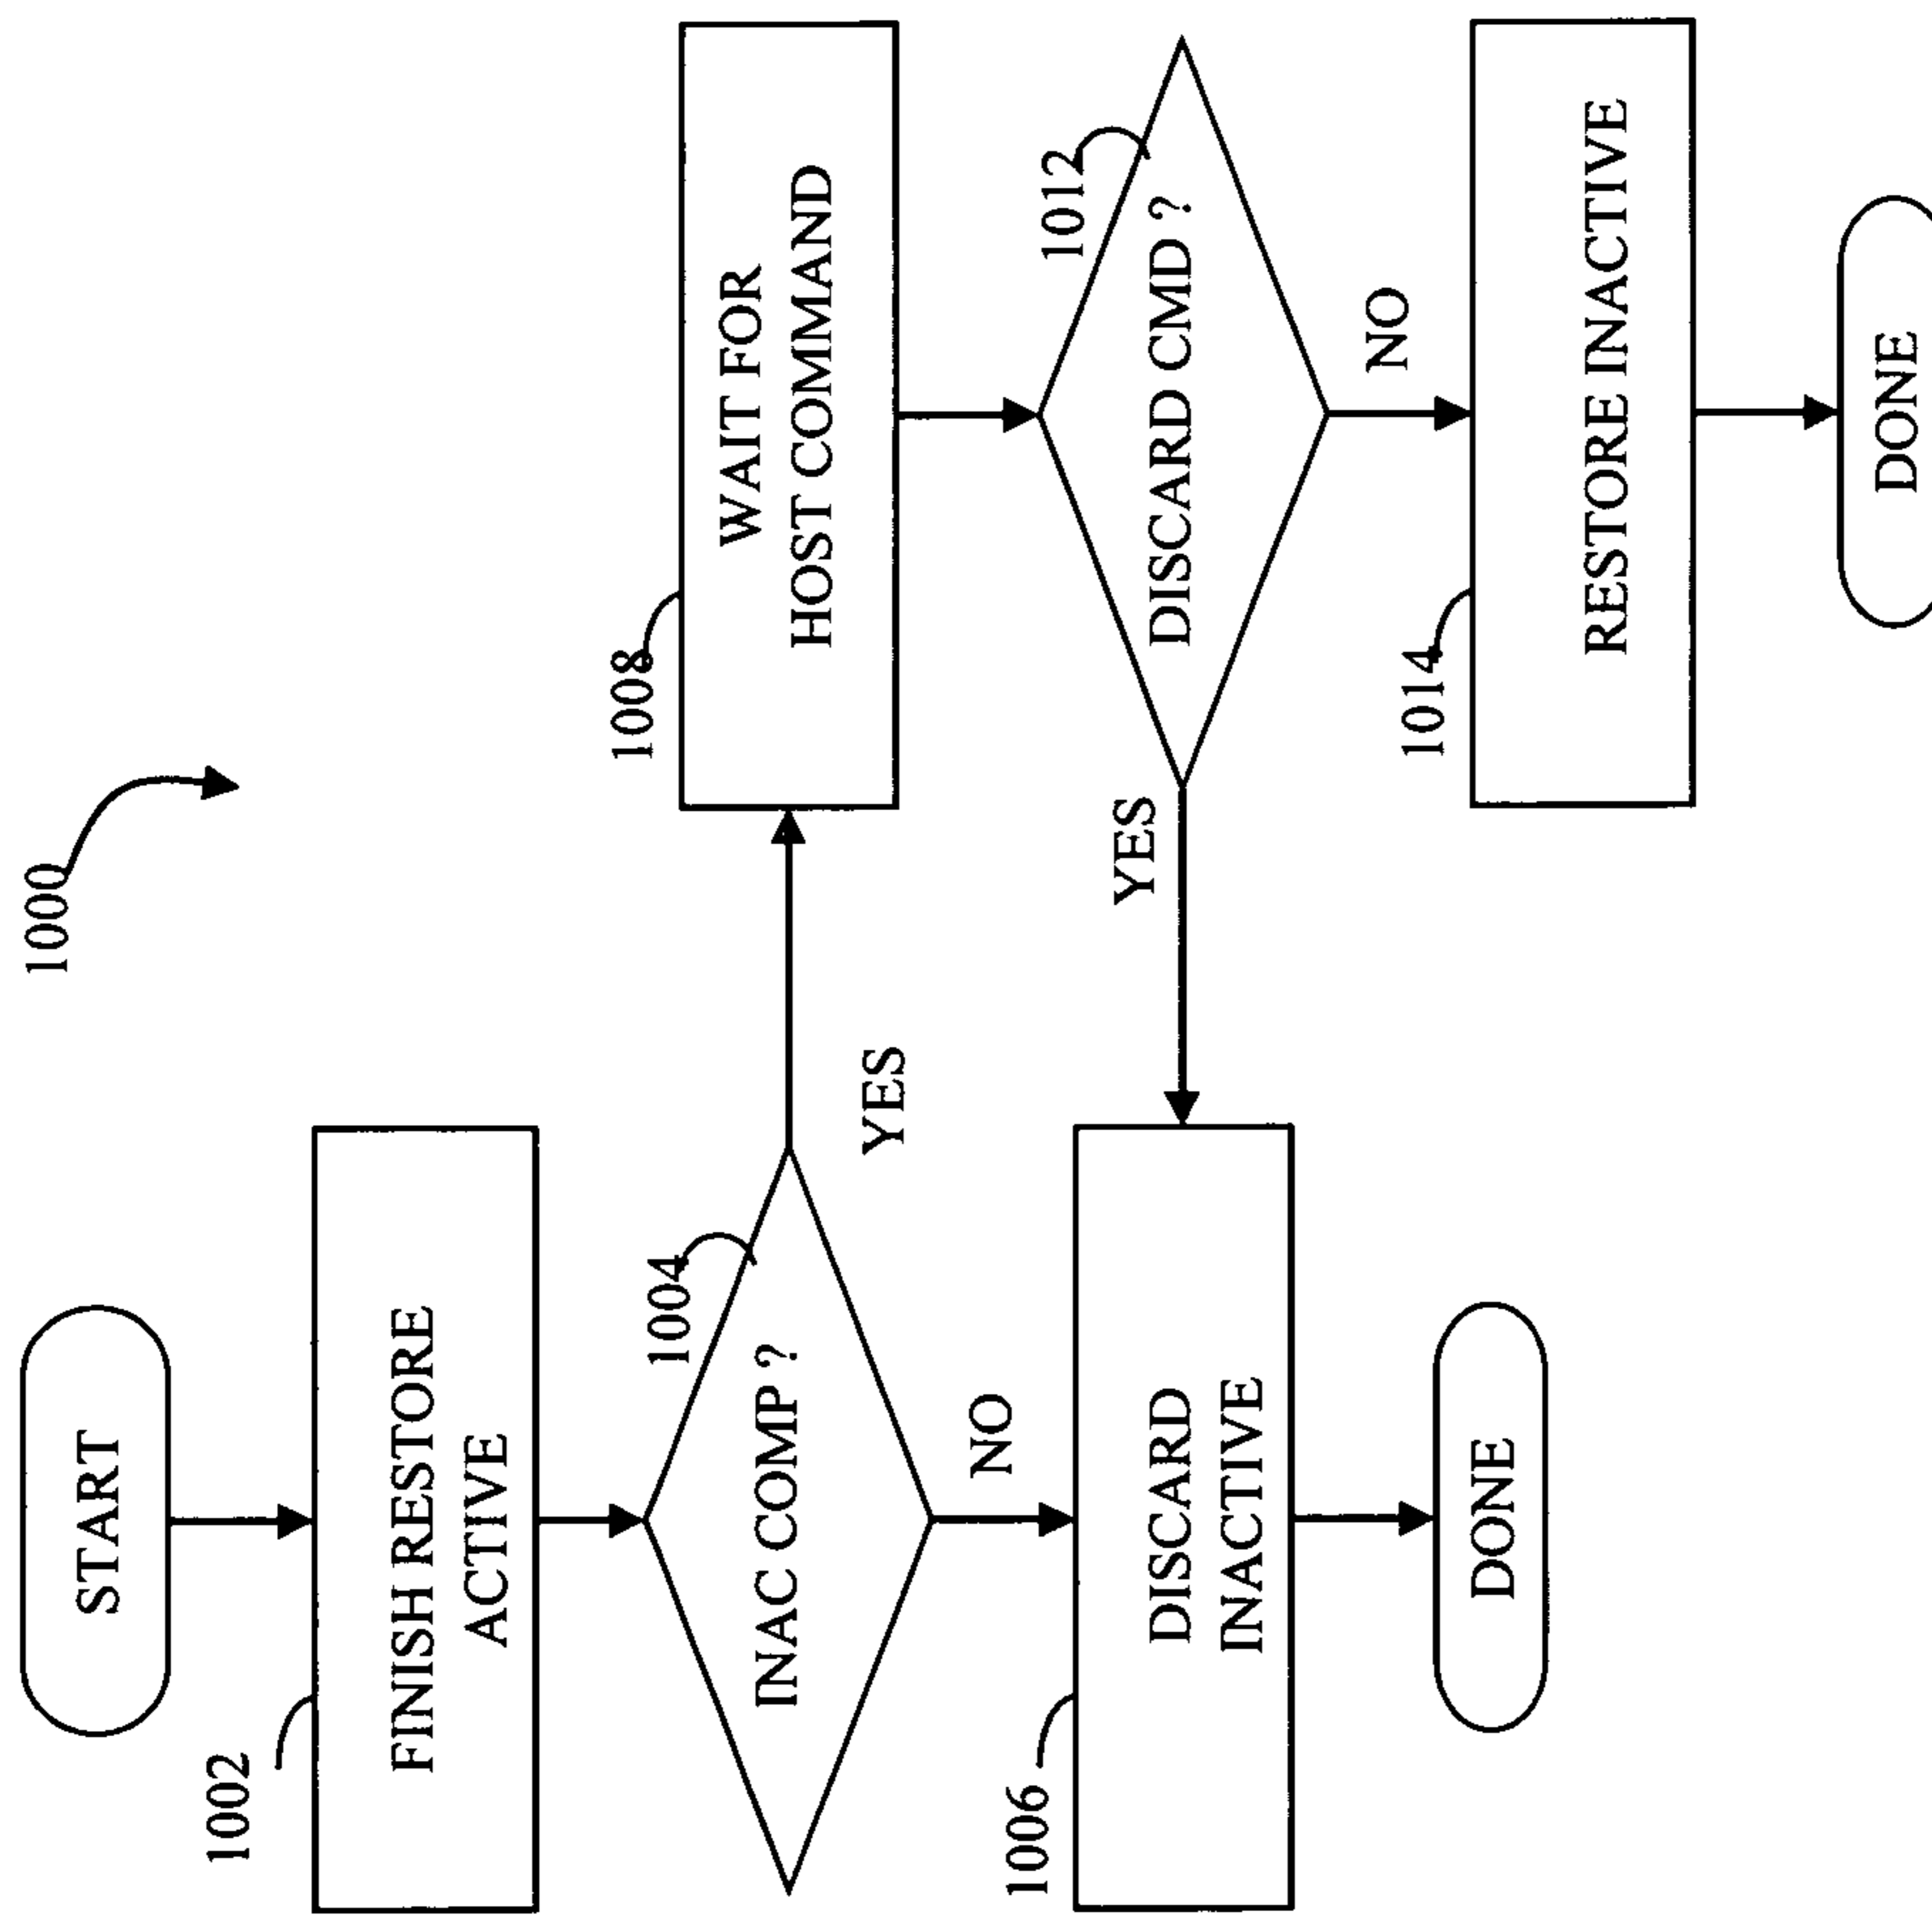 1000
START
1002
FINISH RESTORE
ACTIVE
1004
INAC COMP ?
YES
NO
1006
DISCARD
INACTIVE
DONE
1008
WAIT FOR
HOST COMMAND
1012
DISCARD CMD ?
YES
NO
1014
RESTORE INACTIVE
DONE